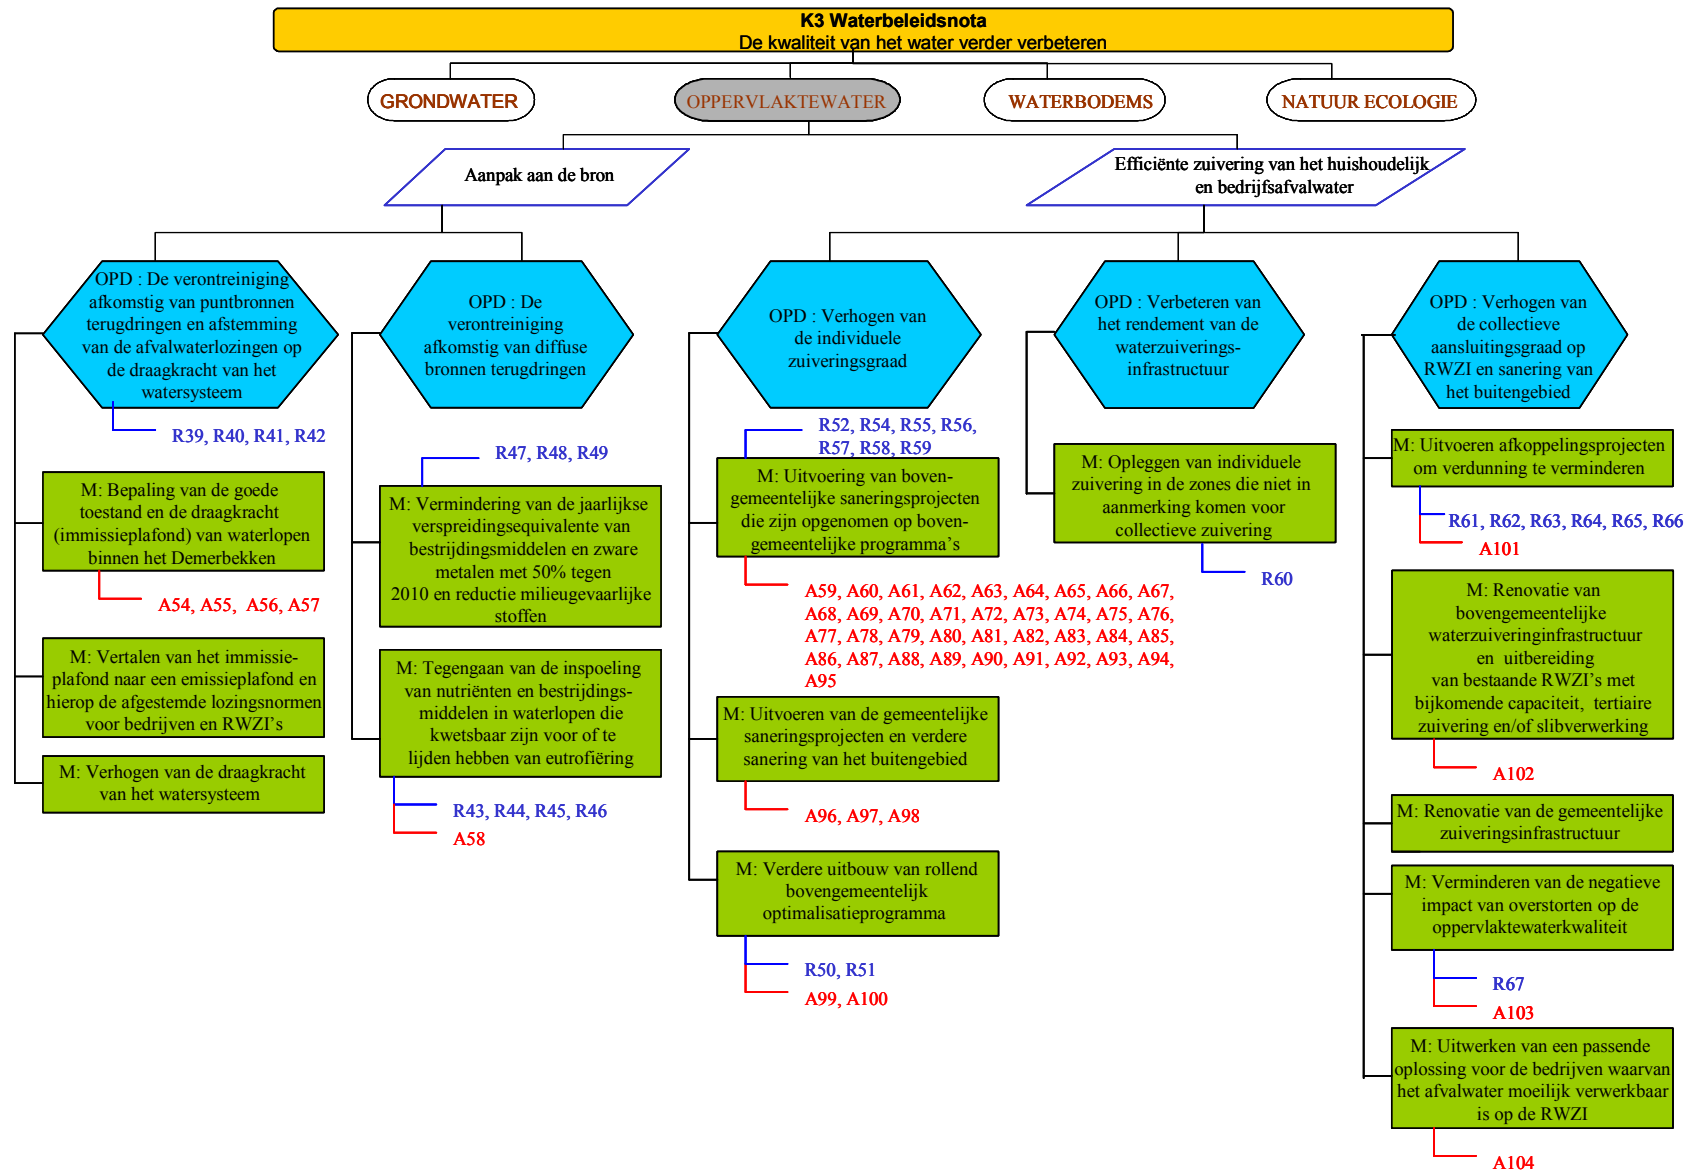 K3 Waterbeleidsnota
De kwaliteit van het water verder verbeteren
GRONDWATER
OPPERVLAKTEWATER
WATERBODEMS
NATUUR ECOLOGIE
Aanpak aan de bron
Efficiënte zuivering van het huishoudelijk
en bedrijfsafvalwater
OPD : De verontreiniging
afkomstig van puntbronnen
terugdringen en afstemming
van de afvalwaterlozingen op
de draagkracht van het
watersysteem
R39, R40, R41, R42
M: Bepaling van de goede
toestand en de draagkracht
(immissieplafond) van waterlopen
binnen het Demerbekken
A54, A55, A56, A57
M: Vertalen van het immissie-
plafond naar een emissieplafond en
hierop de afgestemde lozingsnormen
voor bedrijven en RWZI's
M: Verhogen van de draagkracht
van het watersysteem
OPD : De
verontreiniging
afkomstig van diffuse
bronnen terugdringen
R47, R48, R49
M: Vermindering van de jaarlijkse
verspreidingsequivalente van
bestrijdingsmiddelen en zware
metalen met 50% tegen
2010 en reductie milieugevaarlijke
stoffen
M: Tegengaan van de inspoeling
van nutriënten en bestrijdings-
middelen in waterlopen die
kwetsbaar zijn voor of te
lijden hebben van eutrofiëring
R43, R44, R45, R46
A58
OPD : Verhogen van
de individuele
zuiveringsgraad
R52, R54, R55, R56,
R57, R58, R59
M: Uitvoering van boven-
gemeentelijke saneringsprojecten
die zijn opgenomen op boven-
gemeentelijke programma's
A59, A60, A61, A62, A63, A64, A65, A66, A67,
A68, A69, A70, A71, A72, A73, A74, A75, A76,
A77, A78, A79, A80, A81, A82, A83, A84, A85,
A86, A87, A88, A89, A90, A91, A92, A93, A94,
A95
M: Uitvoeren van de gemeentelijke
saneringsprojecten en verdere
sanering van het buitengebied
A96, A97, A98
M: Verdere uitbouw van rollend
bovengemeentelijk
optimalisatieprogramma
R50, R51
A99, A100
OPD : Verbeteren van
het rendement van de
waterzuiverings-
infrastructuur
M: Opleggen van individuele
zuivering in de zones die niet in
aanmerking komen voor
collectieve zuivering
R60
OPD : Verhogen van
de collectieve
aansluitingsgraad op
RWZI en sanering van
het buitengebied
M: Uitvoeren afkoppelingsprojecten
om verdunning te verminderen
R61, R62, R63, R64, R65, R66
A101
M: Renovatie van
bovengemeentelijke
waterzuiveringinfrastructuur
en uitbereiding
van bestaande RWZI's met
bijkomende capaciteit, tertiaire
zuivering en/of slibverwerking
A102
M: Renovatie van de gemeentelijke
zuiveringsinfrastructuur
M: Verminderen van de negatieve
impact van overstorten op de
oppervlaktewaterkwaliteit
R67
A103
M: Uitwerken van een passende
oplossing voor de bedrijven waarvan
het afvalwater moeilijk verwerkbaar
is op de RWZI
A104